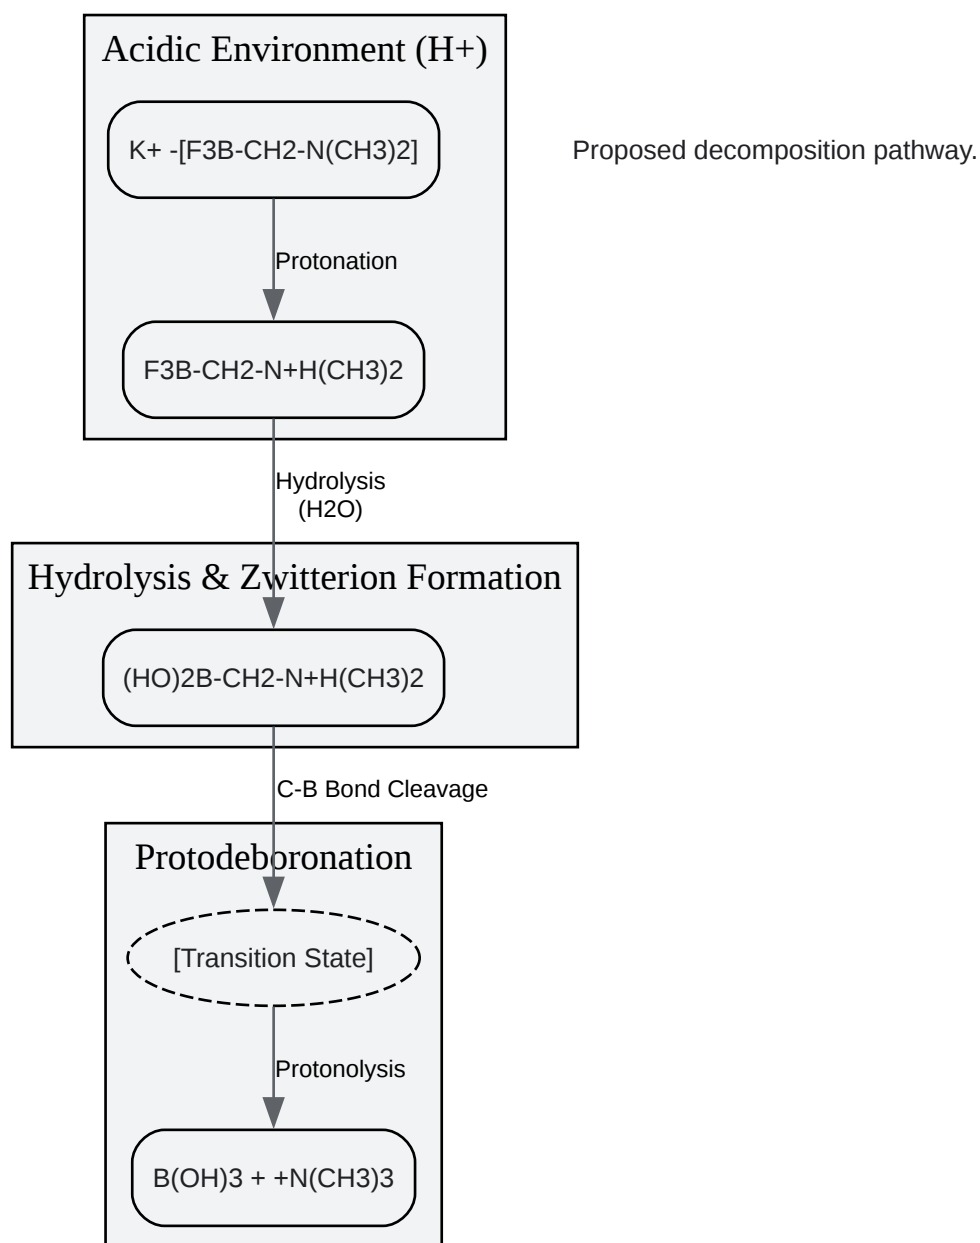 Acidic Environment (H+)
K+ -[F3B-CH2-N(CH3)2]
Proposed decomposition pathway.
Protonation
F3B-CH2-N+H(CH3)2
Hydrolysis
(H2O)
Hydrolysis & Zwitterion Formation
(HO)2B-CH2-N+H(CH3)2
C-B Bond Cleavage
Protodeboronation
[Transition State]
Protonolysis
B(OH)3 + +N(CH3)3